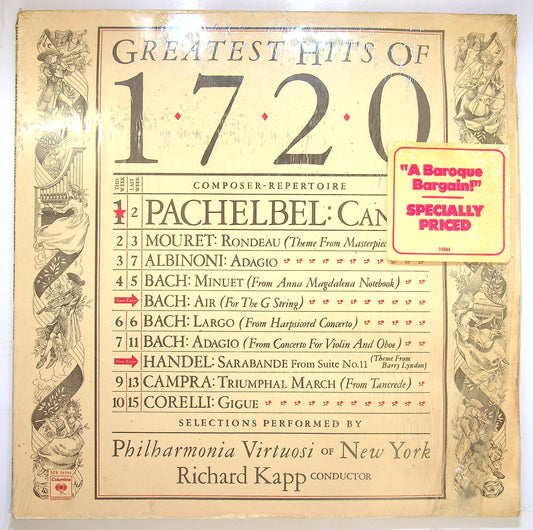 GREATEST HITS OF
1·7·2·0
THIS WEEK LAST WEEK COMPOSER-REPERTOIRE
1 2 PACHELBEL: CAN
2 3 MOURET: RONDEAU (Theme From Masterpiec
3 7 ALBINONI: ADAGIO
4 5 BACH: MINUET (From Anna Magdalena Notebook)
New Entry BACH: AIR (For The G String)
6 6 BACH: LARGO (From Harpsicord Concerto)
7 11 BACH: ADAGIO (From Concerto For Violin And Oboe)
New Entry HANDEL: SARABANDE FROM SUITE NO.11 (Theme From Barry Lyndon)
9 13 CAMPRA: TRIUMPHAL MARCH (From Tancrede)
10 15 CORELLI: GIGUE
SELECTIONS PERFORMED BY
Philharmonia Virtuosi OF New York
Richard Kapp CONDUCTOR
"A Baroque
Bargain!"
SPECIALLY
PRICED
34544
MX 34544
Columbia